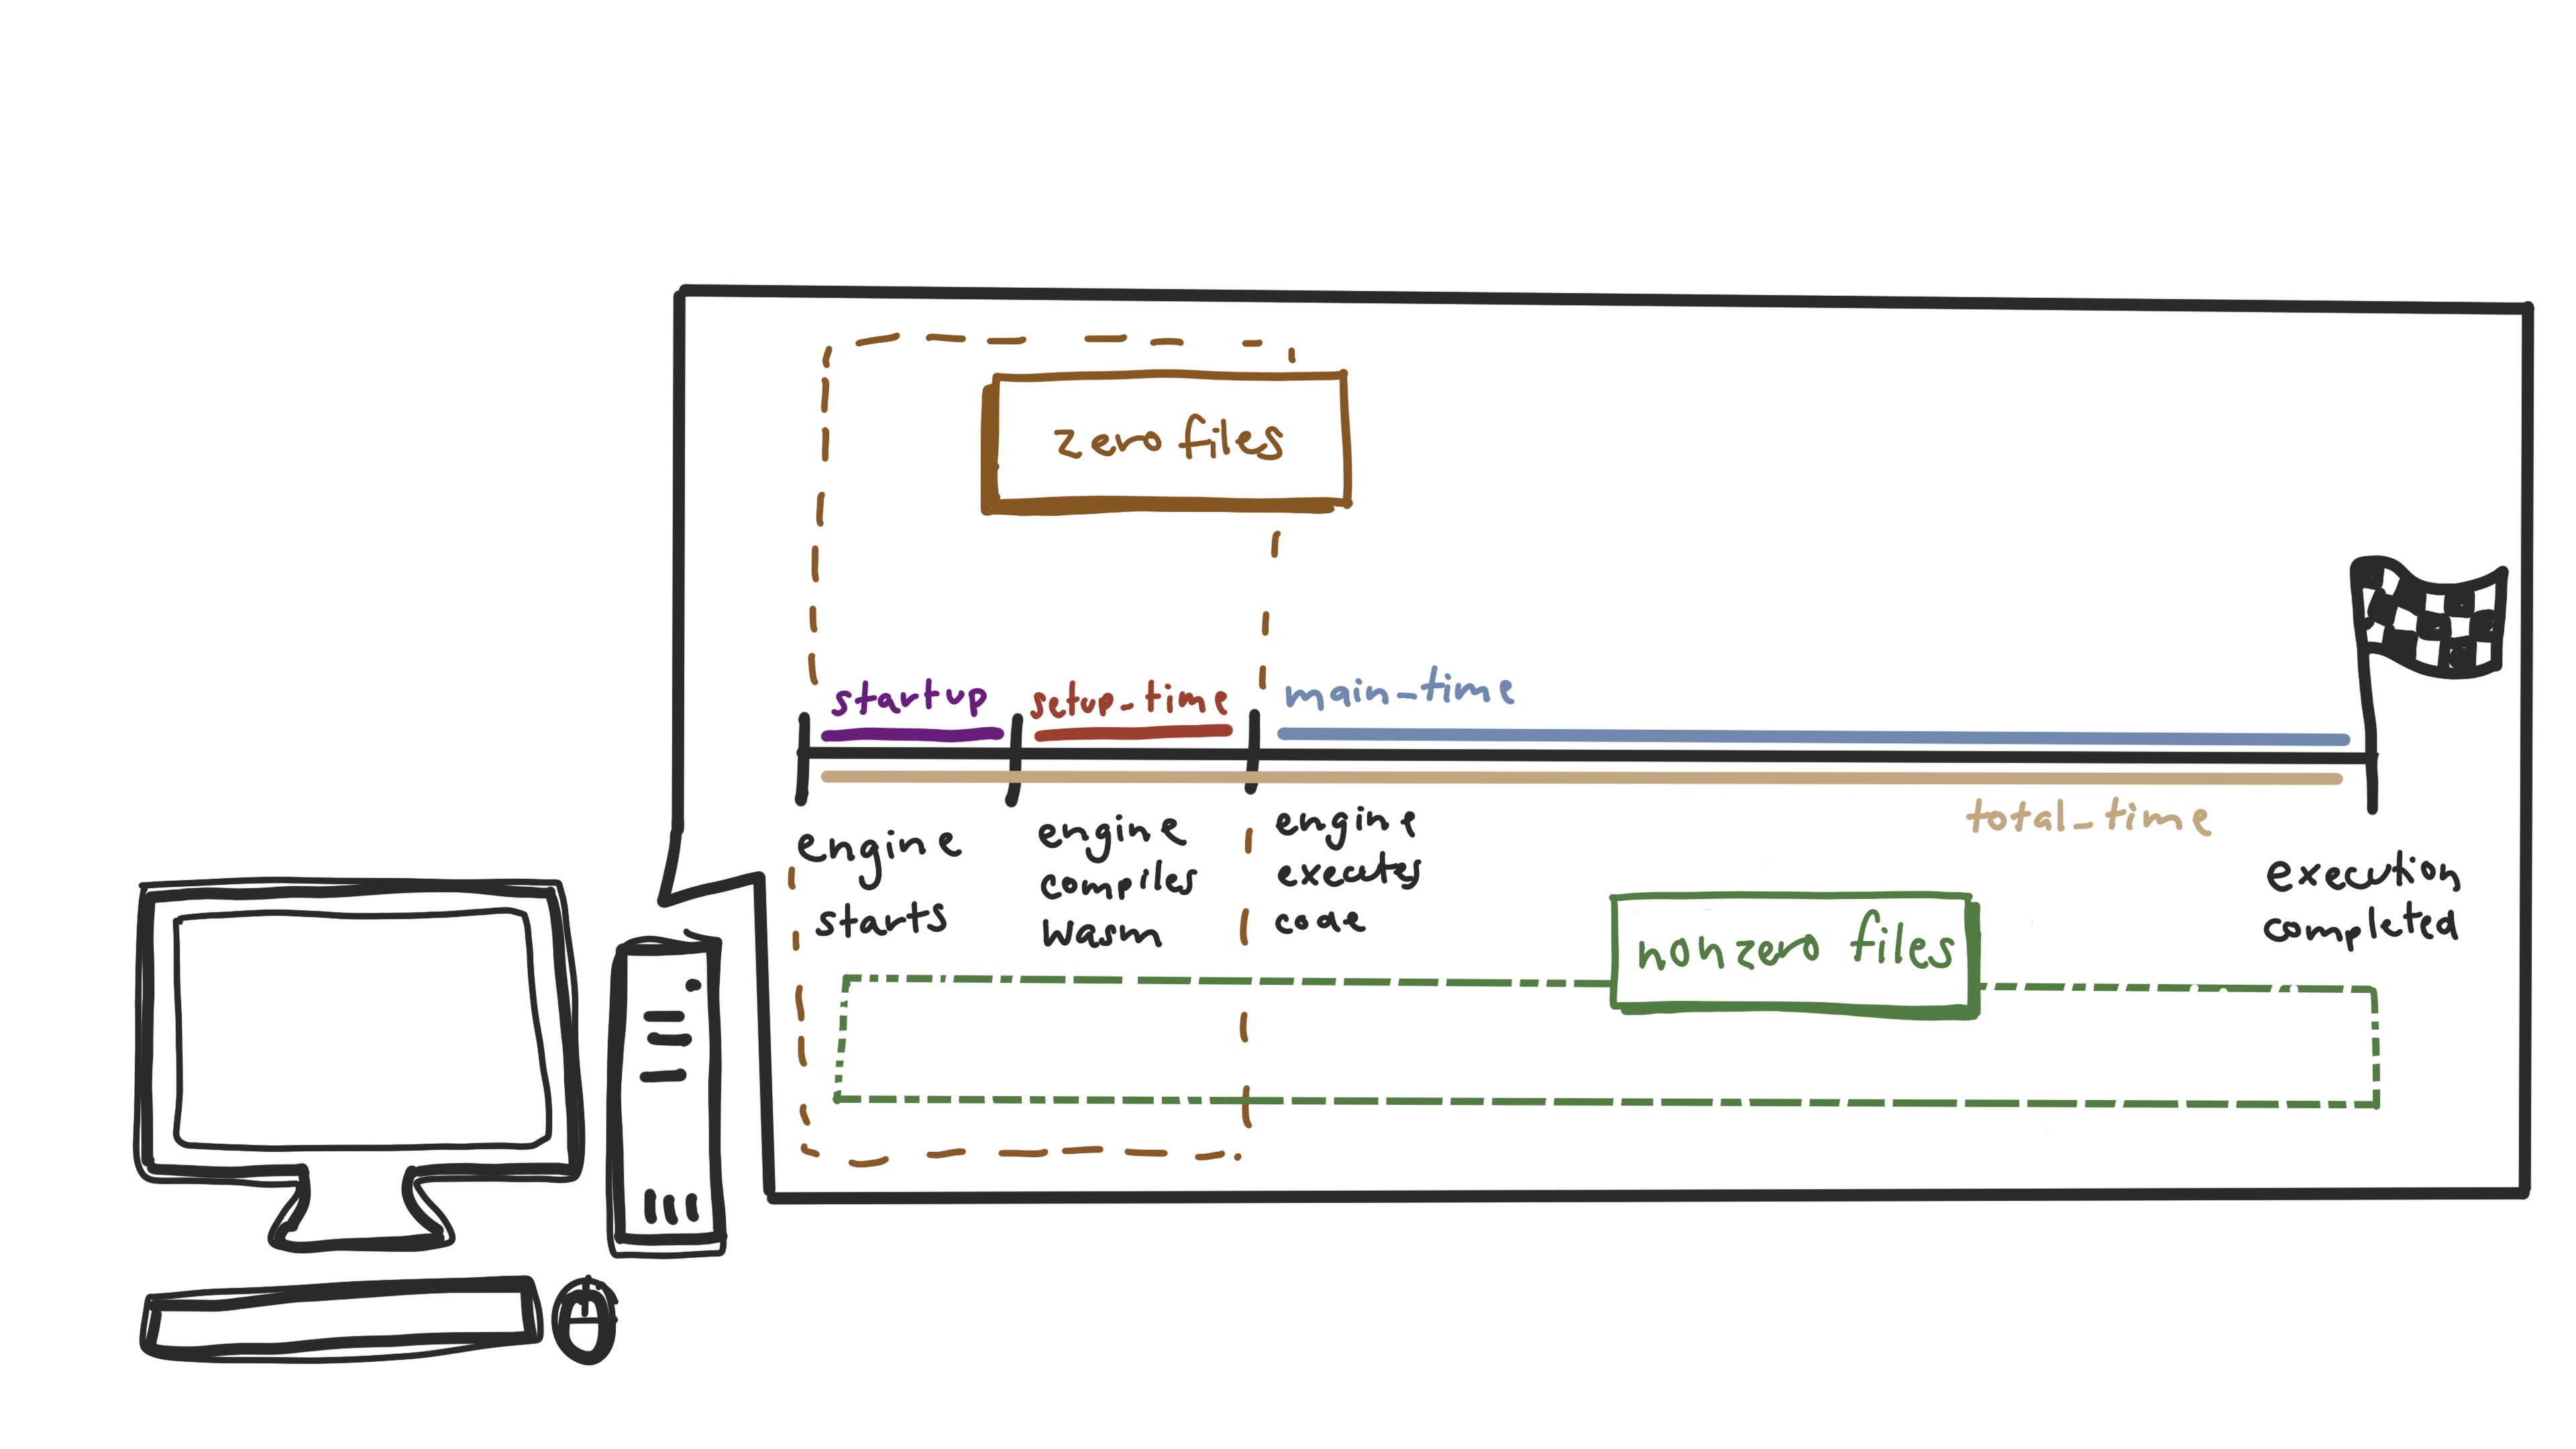 zero files
startup
setup_time
main_time
total_time
engine
starts
engine
compiles
wasm
engine
executes
code
execution
completed
nonzero files